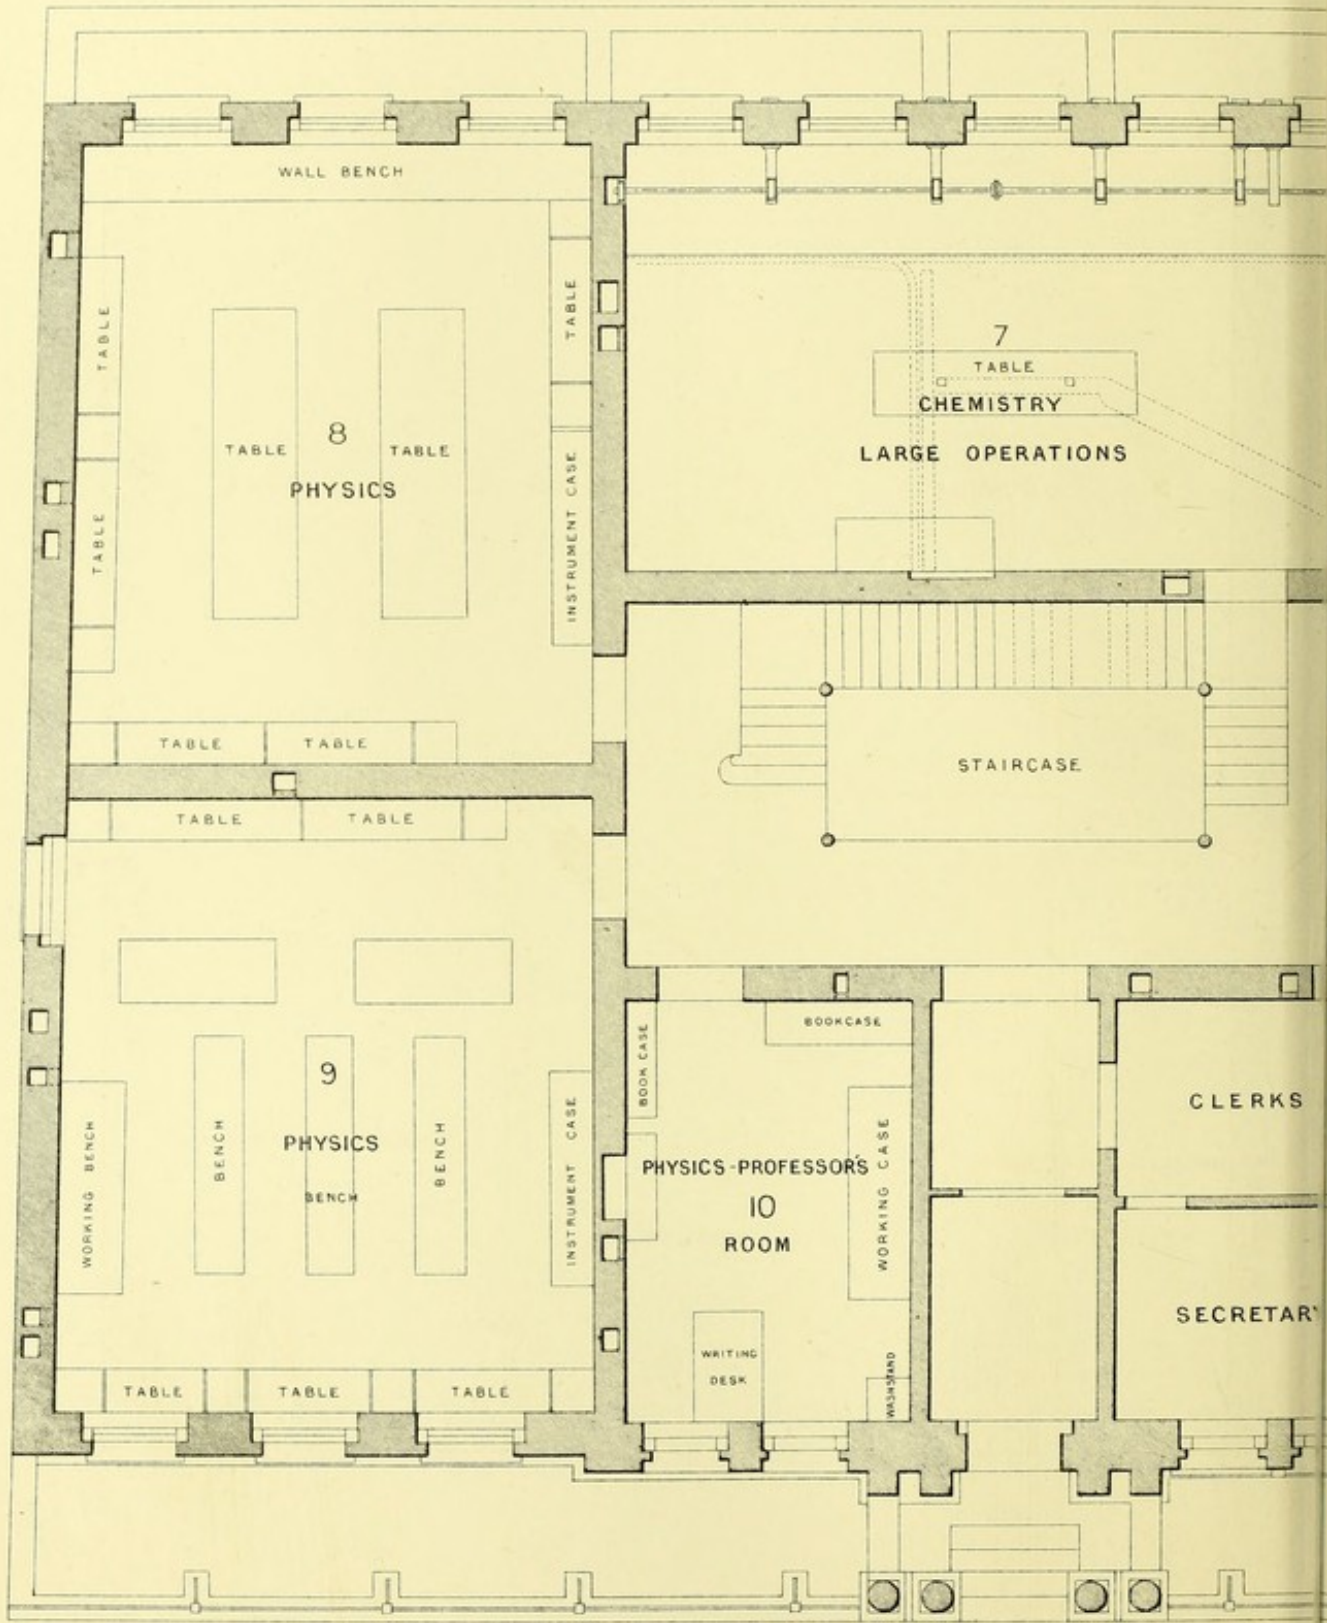 WALL BENCH
TABLE
TABLE
TABLE
8
TABLE
PHYSICS
TABLE
TABLE
INSTRUMENT CASE
TABLE
TABLE
7
TABLE
CHEMISTRY
LARGE OPERATIONS
STAIRCASE
TABLE
TABLE
9
PHYSICS
BENCH
WORKING BENCH
BENCH
BENCH
INSTRUMENT CASE
TABLE
TABLE
TABLE
BOOK CASE
BOOKCASE
PHYSICS-PROFESSOR'S
10
ROOM
WORKING CASE
WRITING
DESK
WASHSTAND
CLERKS
SECRETAR